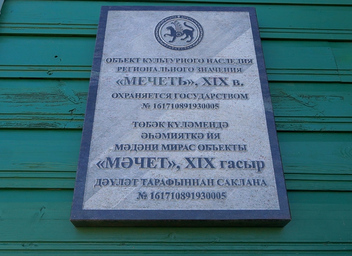 ОБЪЕКТ КУЛЬТУРНОГО НАСЛЕДИЯ
РЕГИОНАЛЬНОГО ЗНАЧЕНИЯ
«МЕЧЕТЬ», XIX в.
ОХРАНЯЕТСЯ ГОСУДАРСТВОМ
№ 161710891930005
ТӨБӘК КҮЛӘМЕНДӘ
ӘҺӘМИЯТКӘ ИЯ
МӘДӘНИ МИРАС ОБЪЕКТЫ
«МӘЧЕТ», XIX гасыр
ДӘҮЛӘТ ТАРАФЫННАН САКЛАНА
№ 161710891930005